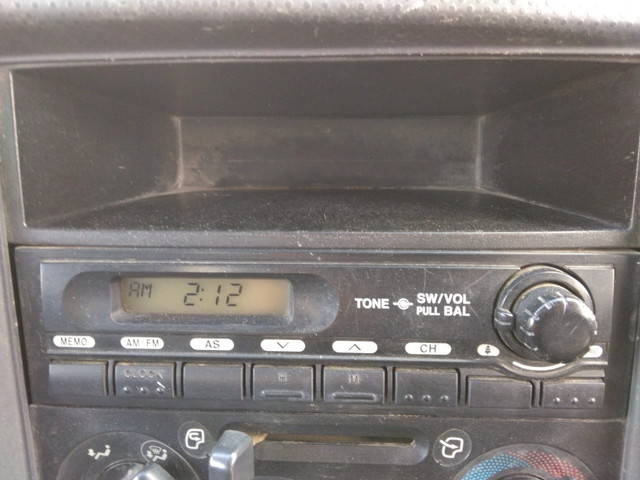 AM 2:12
TONE SW/VOL
PULL BAL
MEMO AM FM AS CH
CLOCK H M